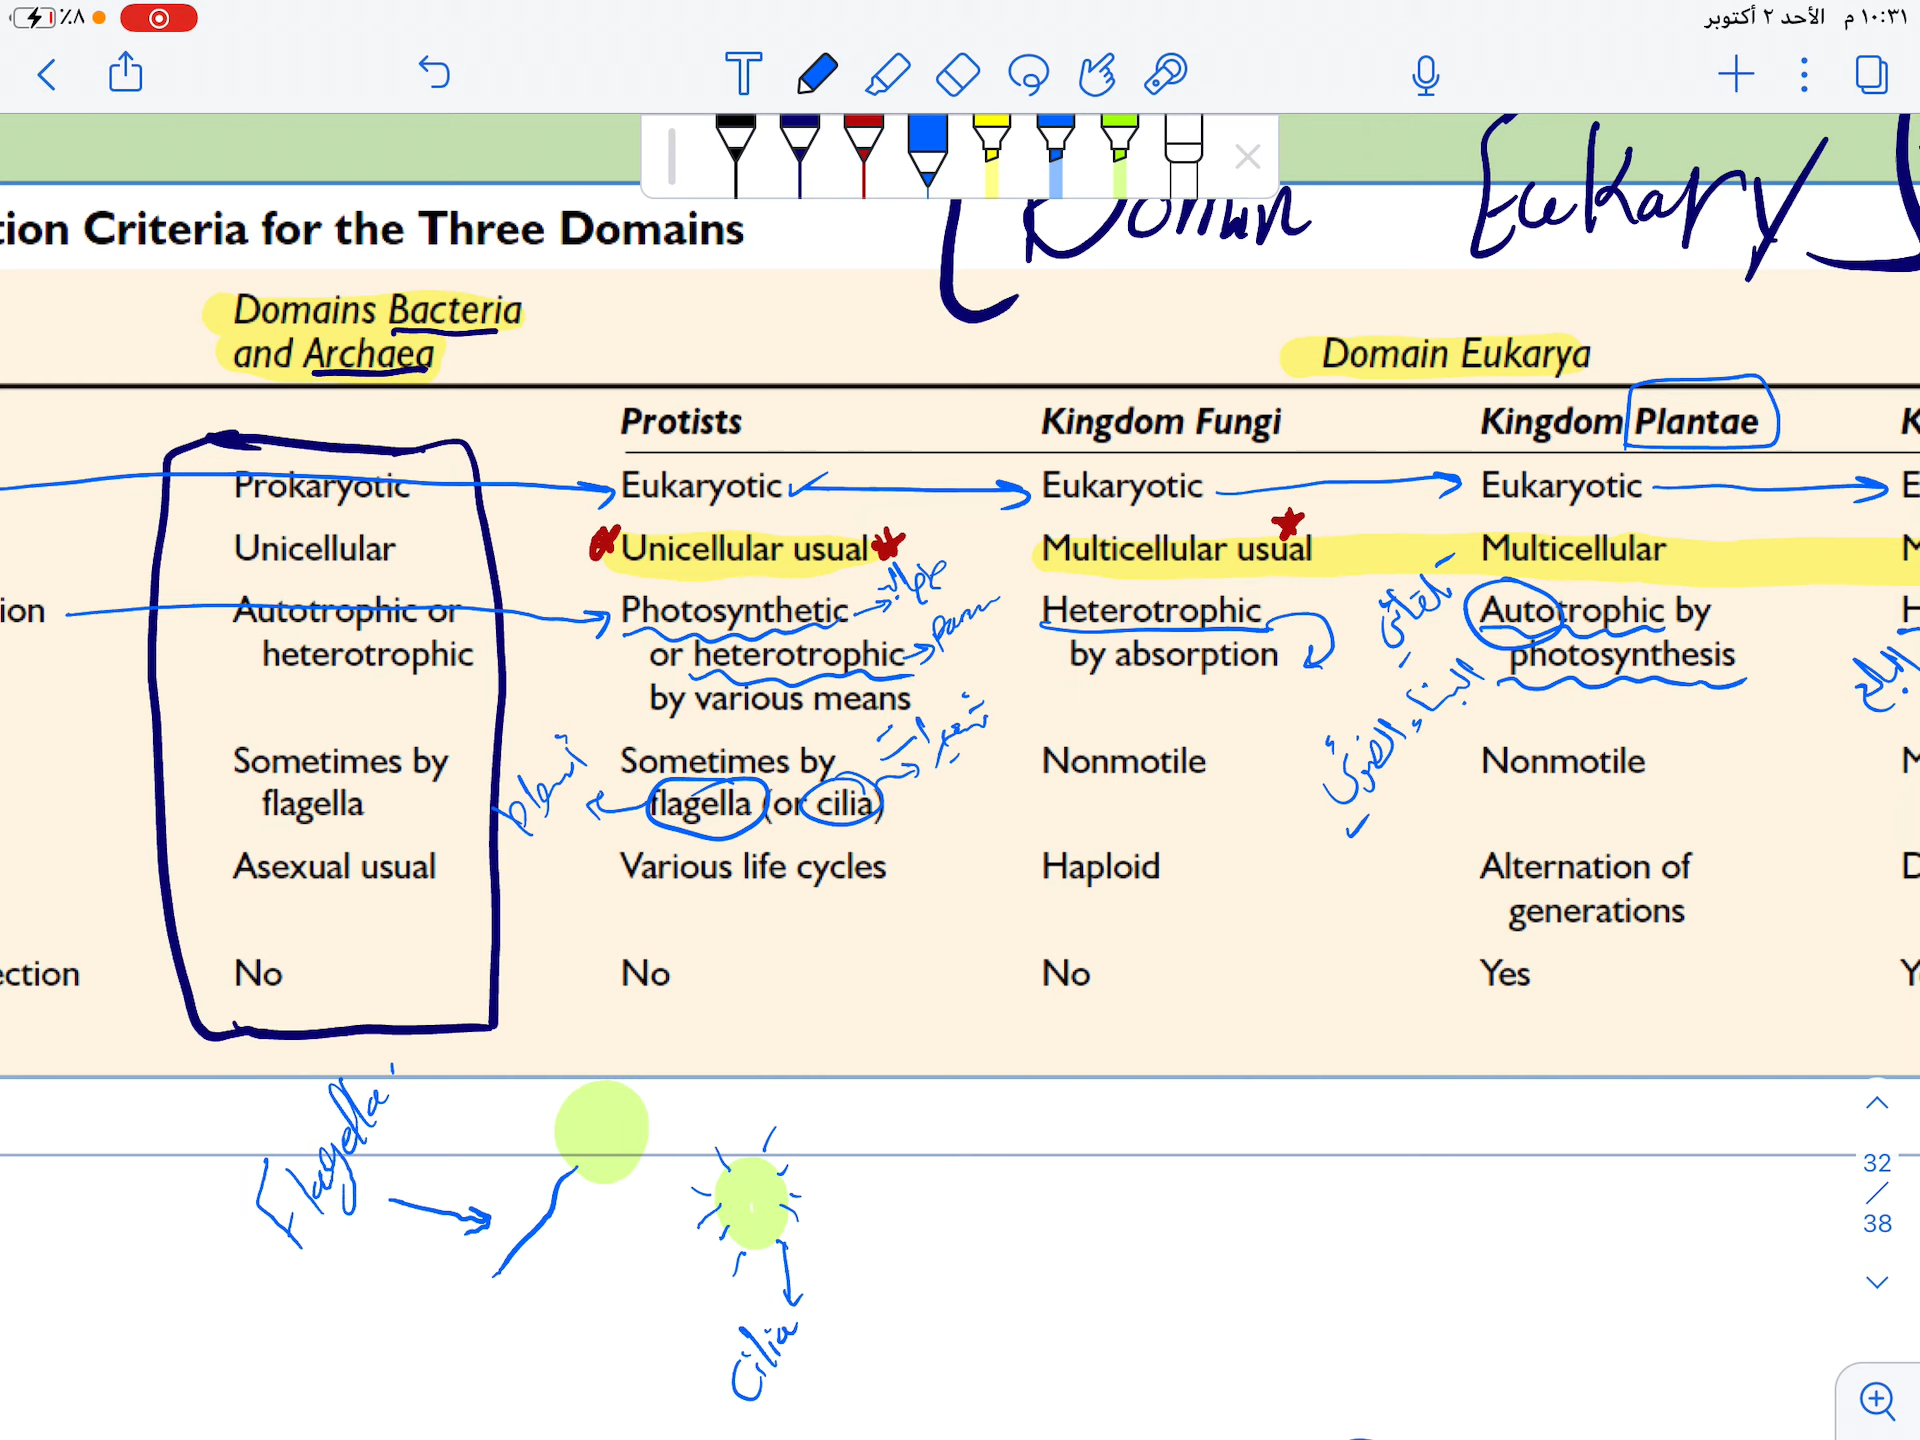 ٪٨
١٠:٣١ م الأحد ٢ أكتوبر
T
Doman Eukary
tion Criteria for the Three Domains
Domains Bacteria
and Archaea
Domain Eukarya
Protists Kingdom Fungi Kingdom Plantae K
Prokaryotic Eukaryotic Eukaryotic Eukaryotic E
Unicellular Unicellular usual Multicellular usual Multicellular M
ion Autotrophic or Photosynthetic Heterotrophic Autotrophic by H
heterotrophic or heterotrophic by absorption photosynthesis
by various means
Sometimes by Sometimes by Nonmotile Nonmotile M
flagella flagella (or cilia)
Asexual usual Various life cycles Haploid Alternation of D
generations
ection No No No Yes Y
Flagella
Cilia
32
/
38